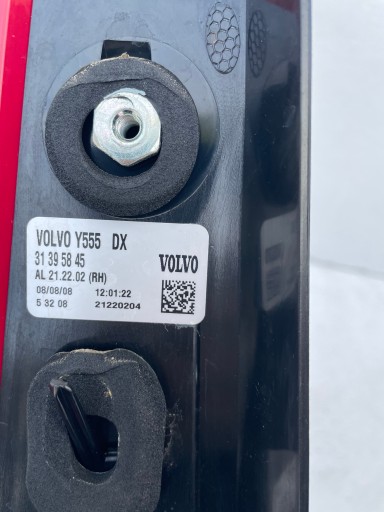 VOLVO Y555 DX
31 39 58 45
AL 21.22.02 (RH)
VOLVO
08/08/08 12:01:22
5 32 08 21220204